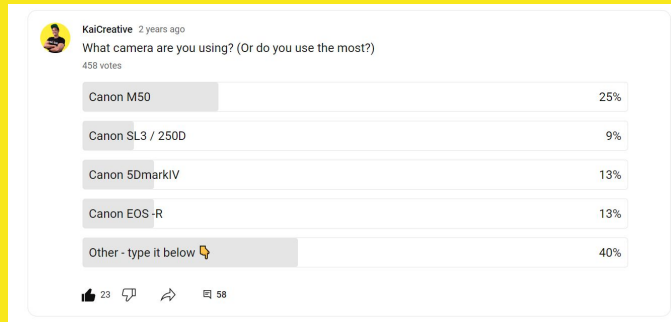 KaiCreative 2 years ago
What camera are you using? (Or do you use the most?)
458 votes
Canon M50 25%
Canon SL3 / 250D 9%
Canon 5DmarkIV 13%
Canon EOS -R 13%
Other - type it below 👇 40%
23 58